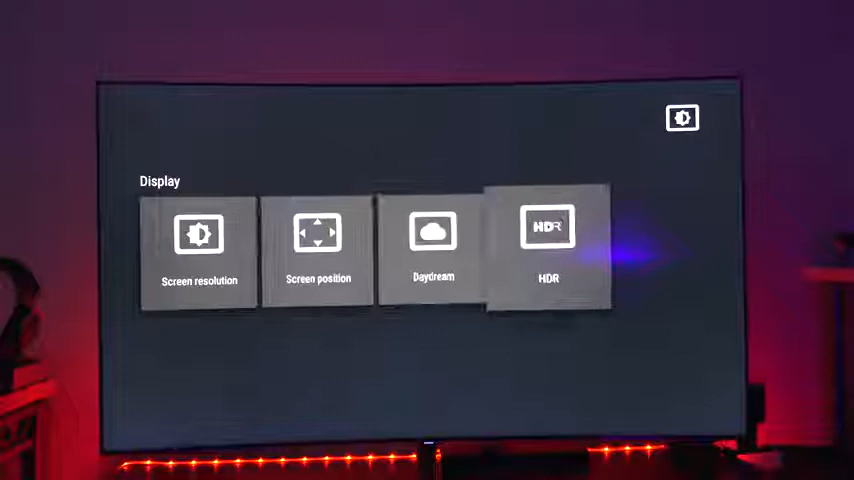 Display
Screen resolution
Screen position
Daydream
HDR
HDR